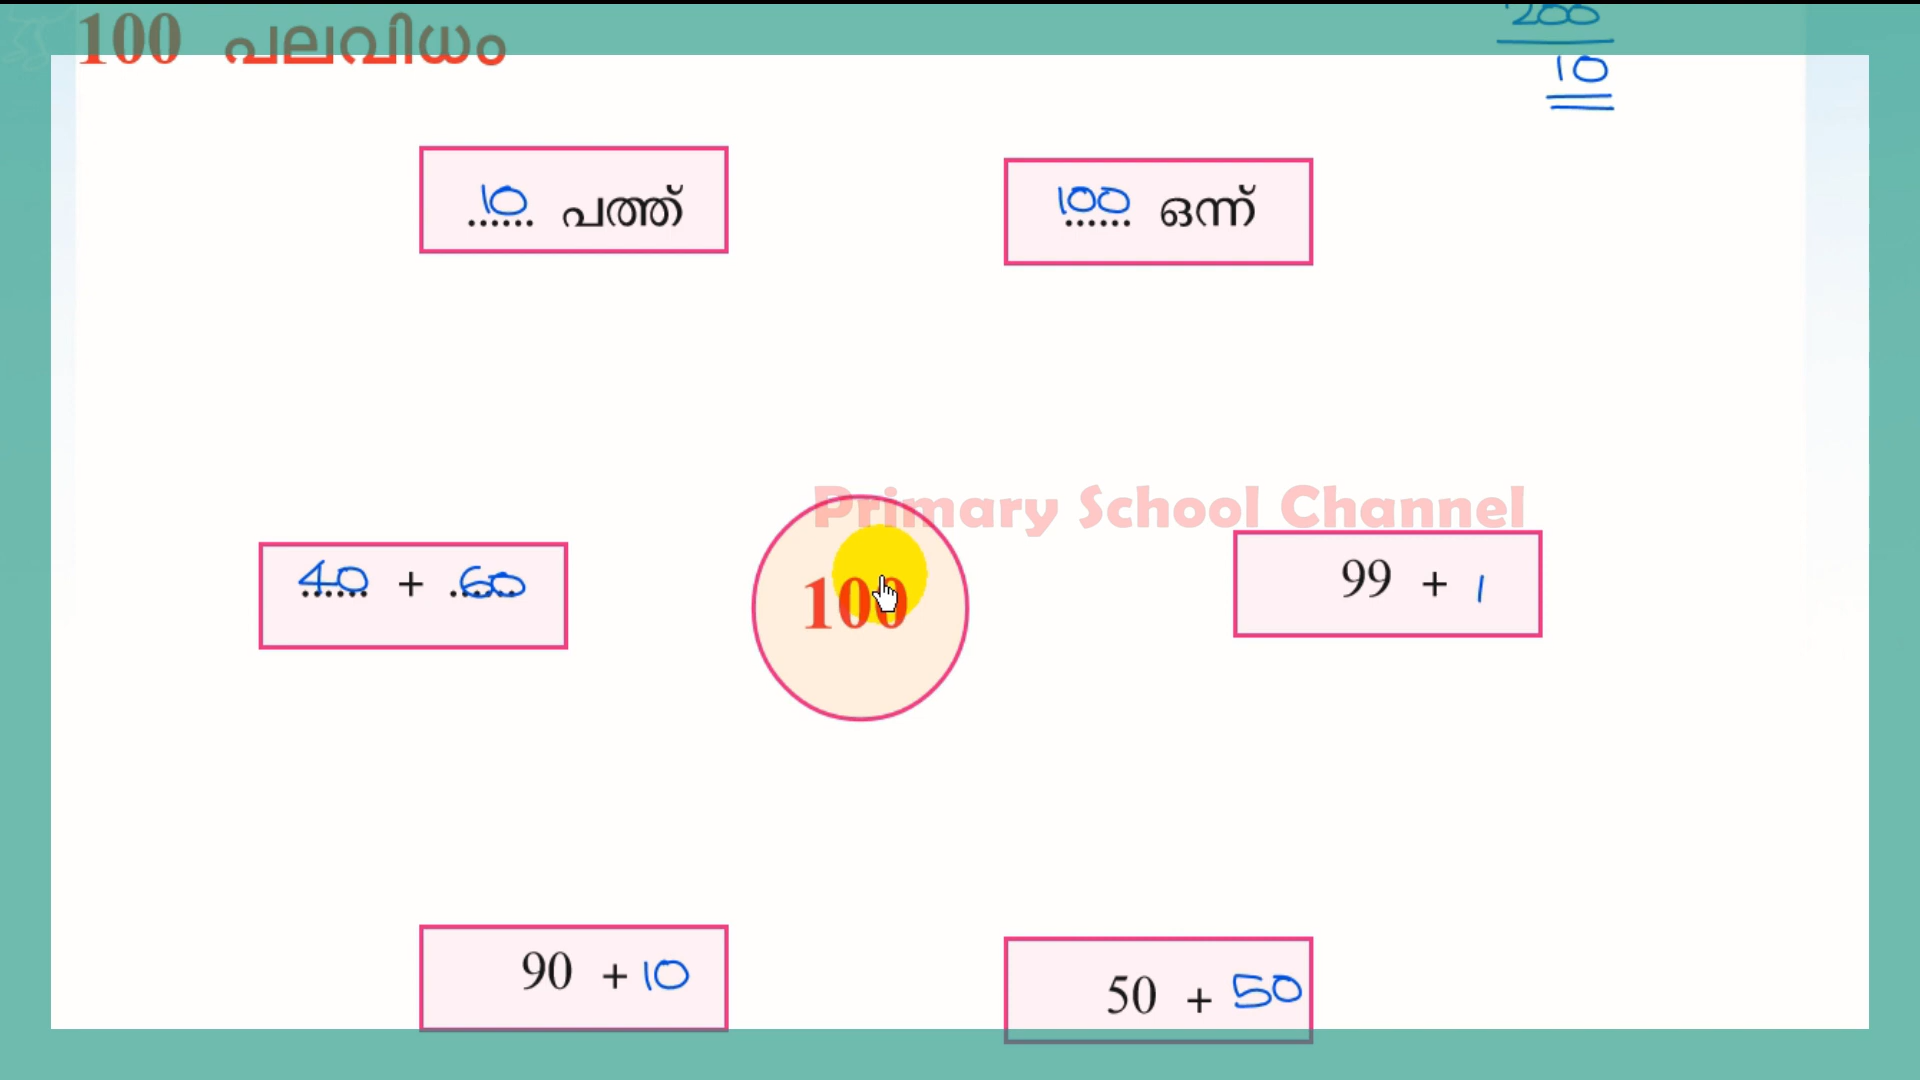 100 പലവിധം
200
10
10 പത്ത്
100 ഒന്ന്
Primary School Channel
40 + 60
100
99 + 1
90 + 10
50 + 50